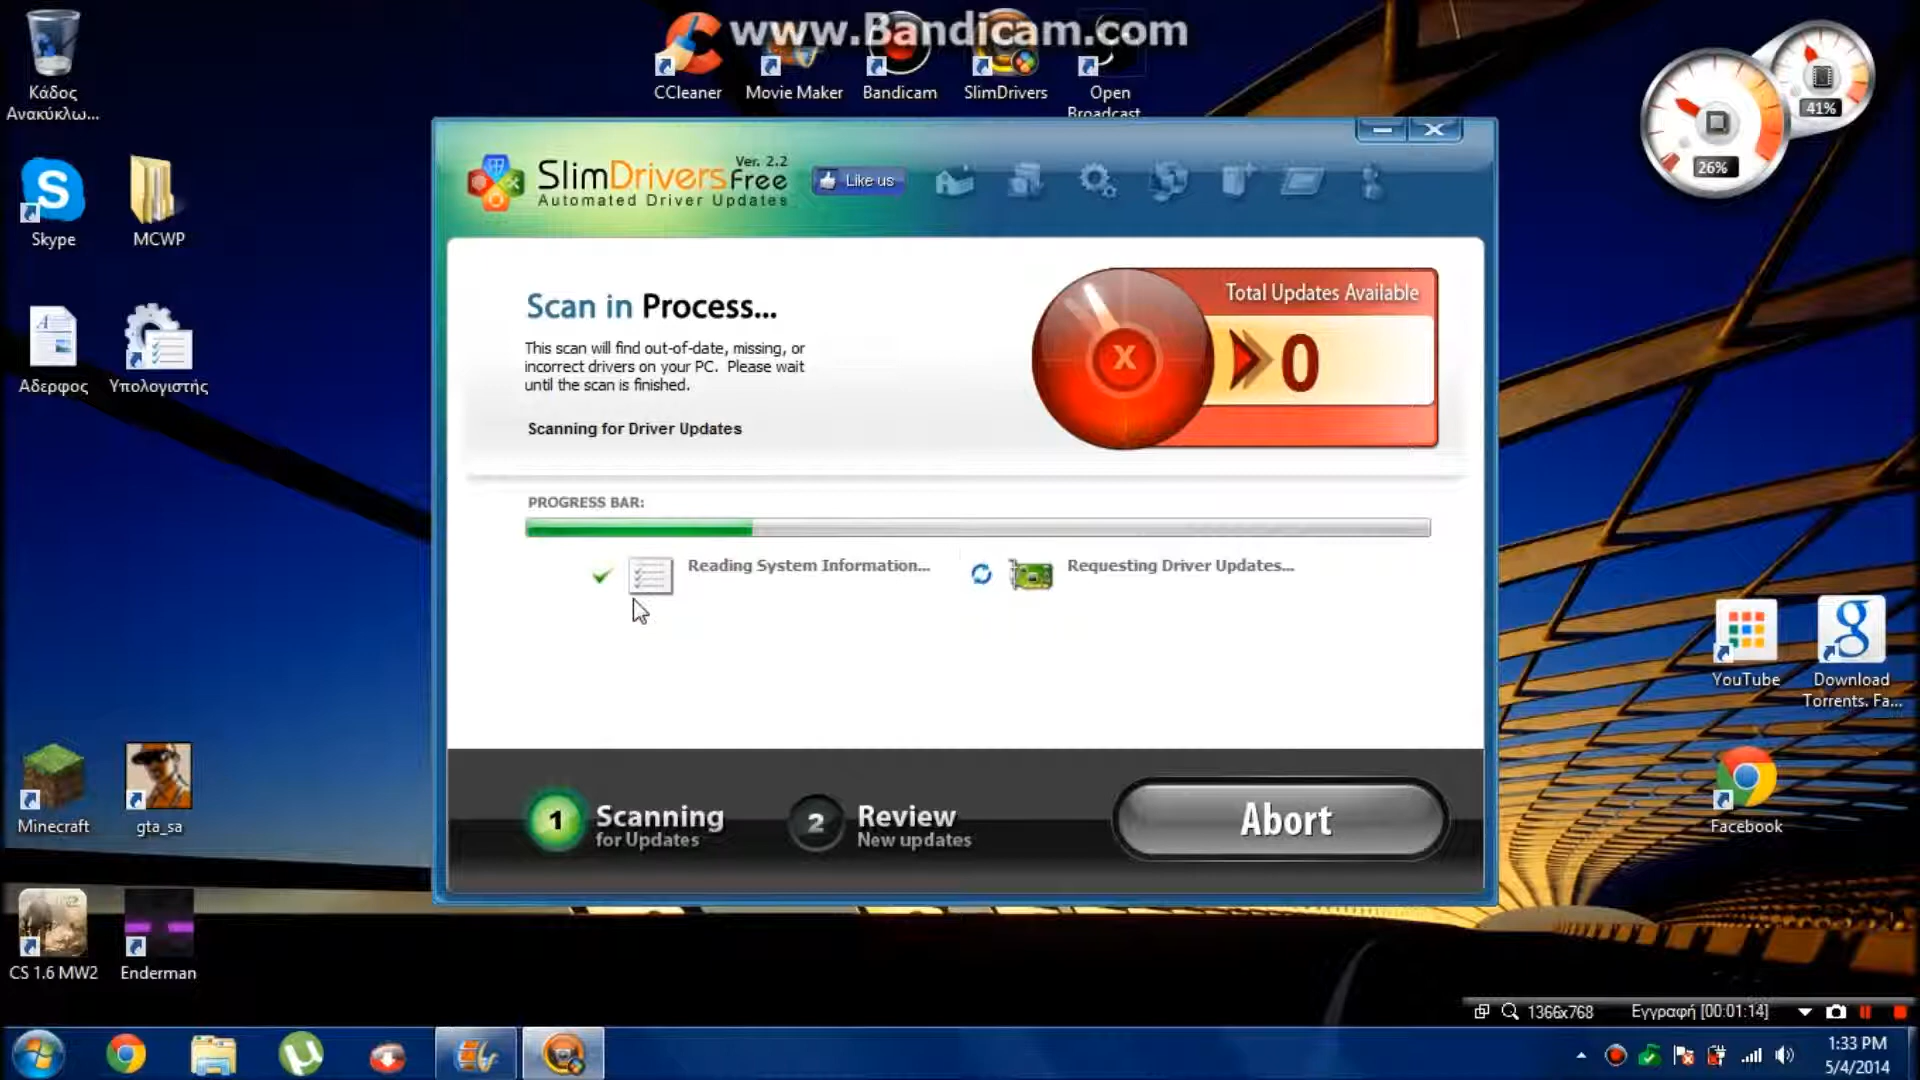 www.Bandicam.com
Κάδος
Ανακύκλω...
CCleaner
Movie Maker
Bandicam
SlimDrivers
Open
Broadcast
41%
26%
Skype
MCWP
Αδερφος
Υπολογιστής
Ver. 2.2
SlimDrivers Free
Automated Driver Updates
Like us
Scan in Process...
This scan will find out-of-date, missing, or
incorrect drivers on your PC. Please wait
until the scan is finished.
Scanning for Driver Updates
Total Updates Available
X
0
PROGRESS BAR:
Reading System Information...
Requesting Driver Updates...
1
Scanning
for Updates
2
Review
New updates
Abort
YouTube
Download
Torrents. Fa...
Facebook
Minecraft
gta_sa
CS 1.6 MW2
Enderman
1366x768
Εγγραφή [00:01:14]
1:33 PM
5/4/2014